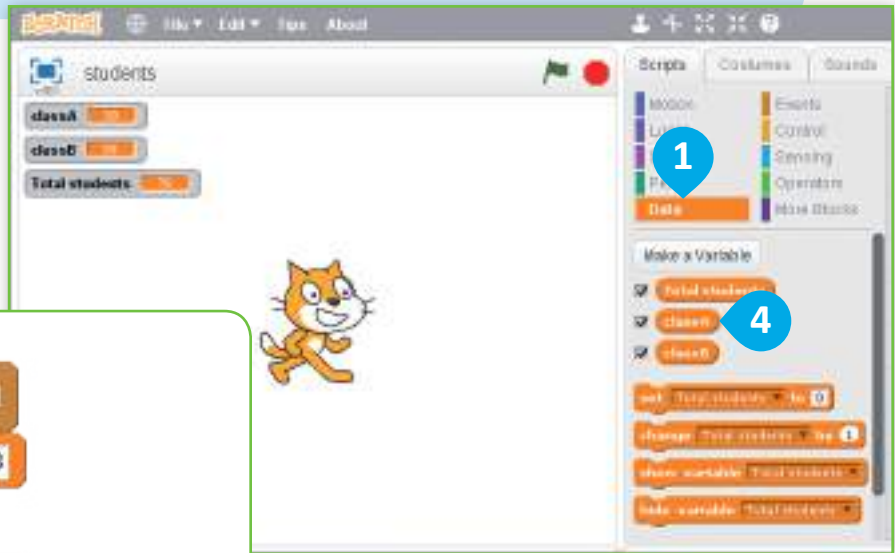 SCRATCH File Edit Tips About
students
classA
classB
Total students
Scripts Costumes Sounds
Motion Events
Control
Sensing
Operators
Data More Blocks
1
Make a Variable
Total students
classA
4
classB
set Total students to 0
change Total students by 1
show variable Total students
hide variable Total students